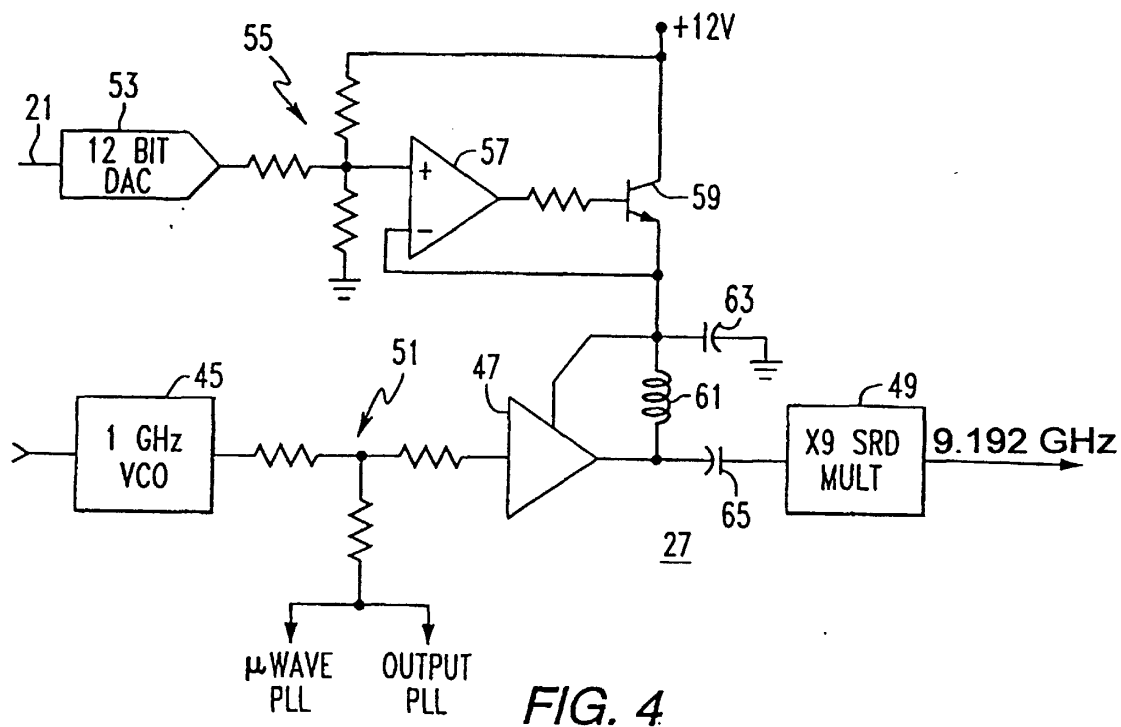 +12V
55
53
21
12 BIT
DAC
57
+
−
59
63
51
45
47
61
49
1 GHz
VCO
X9 SRD
MULT
9.192 GHz
65
27
μWAVE
PLL
OUTPUT
PLL
FIG. 4